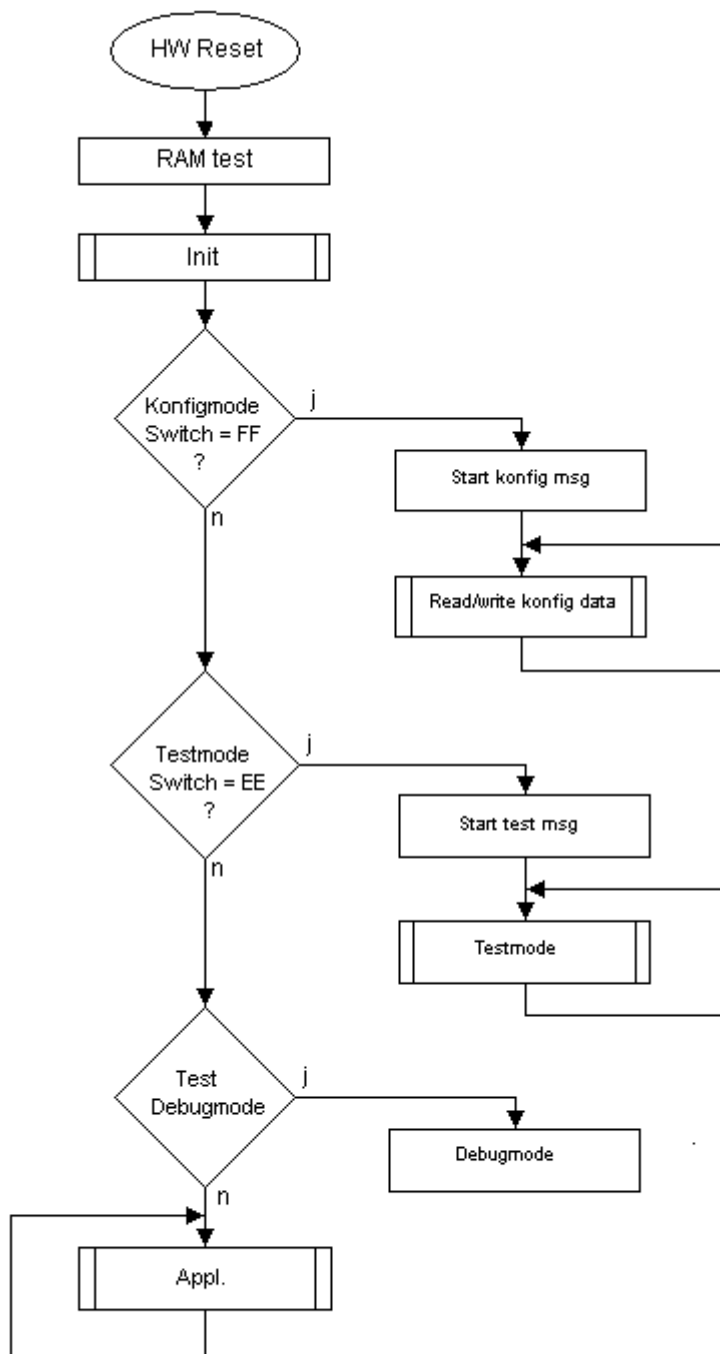 HW Reset
RAM test
Init
Konfigmode
Switch = FF
?
j
n
Start konfig msg
Read/write konfig data
Testmode
Switch = EE
?
j
n
Start test msg
Testmode
Test
Debugmode
j
n
Debugmode
Appl.